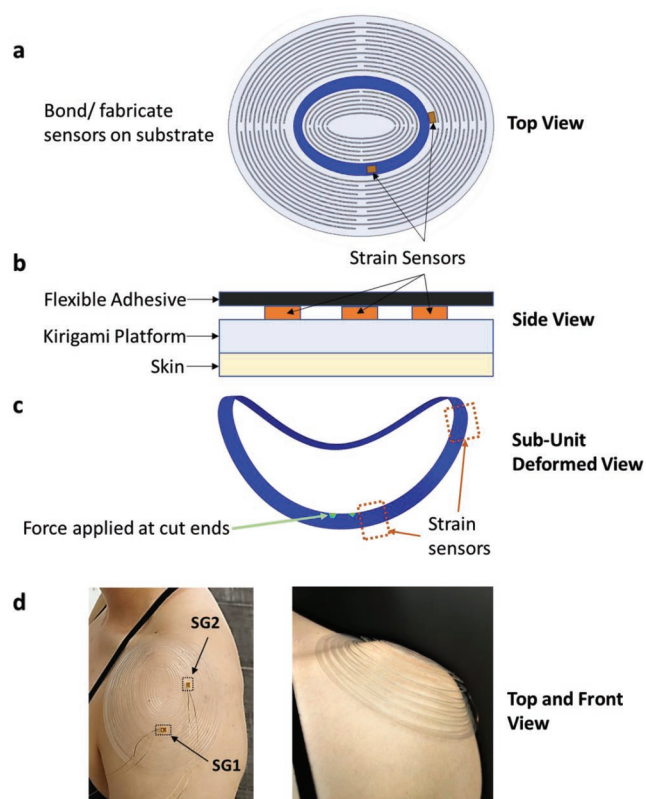 a
Bond/ fabricate
sensors on substrate
Top View
Strain Sensors
b
Flexible Adhesive
Kirigami Platform
Skin
Side View
c
Sub-Unit
Deformed View
Force applied at cut ends
Strain
sensors
d
SG2
SG1
Top and Front
View